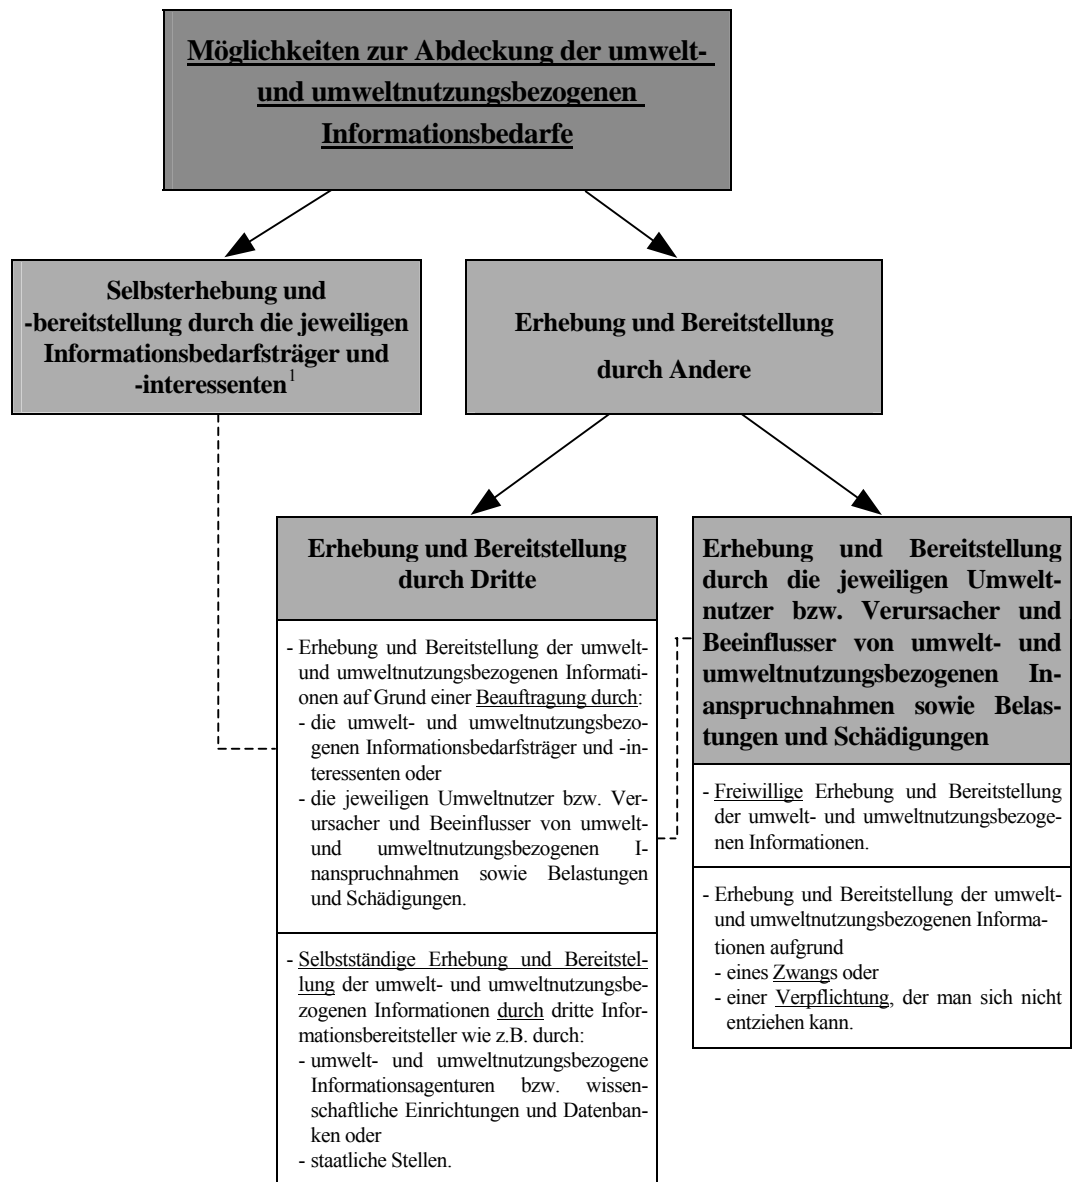 Möglichkeiten zur Abdeckung der umwelt-
und umweltnutzungsbezogenen
Informationsbedarfe
Selbsterhebung und
-bereitstellung durch die jeweiligen
Informationsbedarfsträger und
-interessenten1
Erhebung und Bereitstellung
durch Andere
Erhebung und Bereitstellung
durch Dritte
- Erhebung und Bereitstellung der umwelt-
und umweltnutzungsbezogenen Informati-
onen auf Grund einer Beauftragung durch:
- die umwelt- und umweltnutzungsbezo-
genen Informationsbedarfsträger und -in-
teressenten oder
- die jeweiligen Umweltnutzer bzw. Ver-
ursacher und Beeinflusser von umwelt-
und umweltnutzungsbezogenen I-
nanspruchnahmen sowie Belastungen
und Schädigungen.
- Selbstständige Erhebung und Bereitstel-
lung der umwelt- und umweltnutzungsbe-
zogenen Informationen durch dritte Infor-
mationsbereitsteller wie z.B. durch:
- umwelt- und umweltnutzungsbezogene
Informationsagenturen bzw. wissen-
schaftliche Einrichtungen und Datenban-
ken oder
- staatliche Stellen.
Erhebung und Bereitstellung
durch die jeweiligen Umwelt-
nutzer bzw. Verursacher und
Beeinflusser von umwelt- und
umweltnutzungsbezogenen In-
anspruchnahmen sowie Belas-
tungen und Schädigungen
- Freiwillige Erhebung und Bereitstellung
der umwelt- und umweltnutzungsbezoge-
nen Informationen.
- Erhebung und Bereitstellung der umwelt-
und umweltnutzungsbezogenen Informa-
tionen aufgrund
- eines Zwangs oder
- einer Verpflichtung, der man sich nicht
entziehen kann.